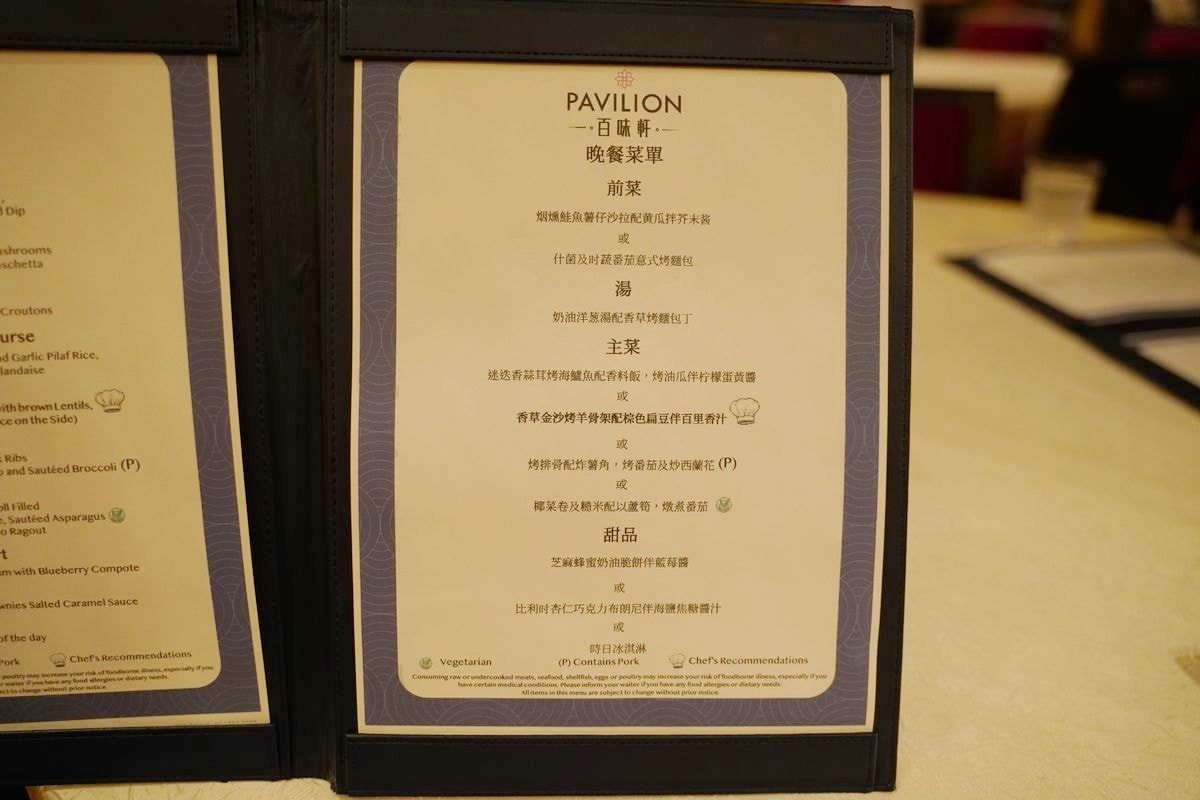 d Dip
shrooms
schetta
Croutons
urse
nd Garlic Pilaf Rice,
landaise
with brown Lentils,
ce on the Side)
Ribs
o and Sautéed Broccoli (P)
oll Filled
e, Sautéed Asparagus
o Ragout
rt
am with Blueberry Compote
wnies Salted Caramel Sauce
of the day
Pork Chef's Recommendations
poultry may increase your risk of foodborne illness, especially if you
r waiter if you have any food allergies or dietary needs.
ect to change without prior notice.
PAVILION
百味軒
晚餐菜單
前菜
烟燻鮭魚薯仔沙拉配黄瓜拌芥末酱
或
什菌及时蔬番茄意式烤麵包
湯
奶油洋葱湯配香草烤麵包丁
主菜
迷迭香蒜茸烤海鱸魚配香料飯，烤油瓜伴柠檬蛋黃醬
或
香草金沙烤羊骨架配棕色扁豆伴百里香汁
或
烤排骨配炸薯角，烤番茄及炒西蘭花 (P)
或
椰菜卷及糙米配以蘆筍，燉煮番茄
甜品
芝麻蜂蜜奶油脆餅伴藍莓醬
或
比利时杏仁巧克力布朗尼伴海鹽焦糖醬汁
或
時日冰淇淋
Vegetarian (P) Contains Pork Chef's Recommendations
Consuming raw or undercooked meats, seafood, shellfish, eggs or poultry may increase your risk of foodborne illness, especially if you
have certain medical conditions. Please inform your waiter if you have any food allergies or dietary needs.
All items in this menu are subject to change without prior notice.